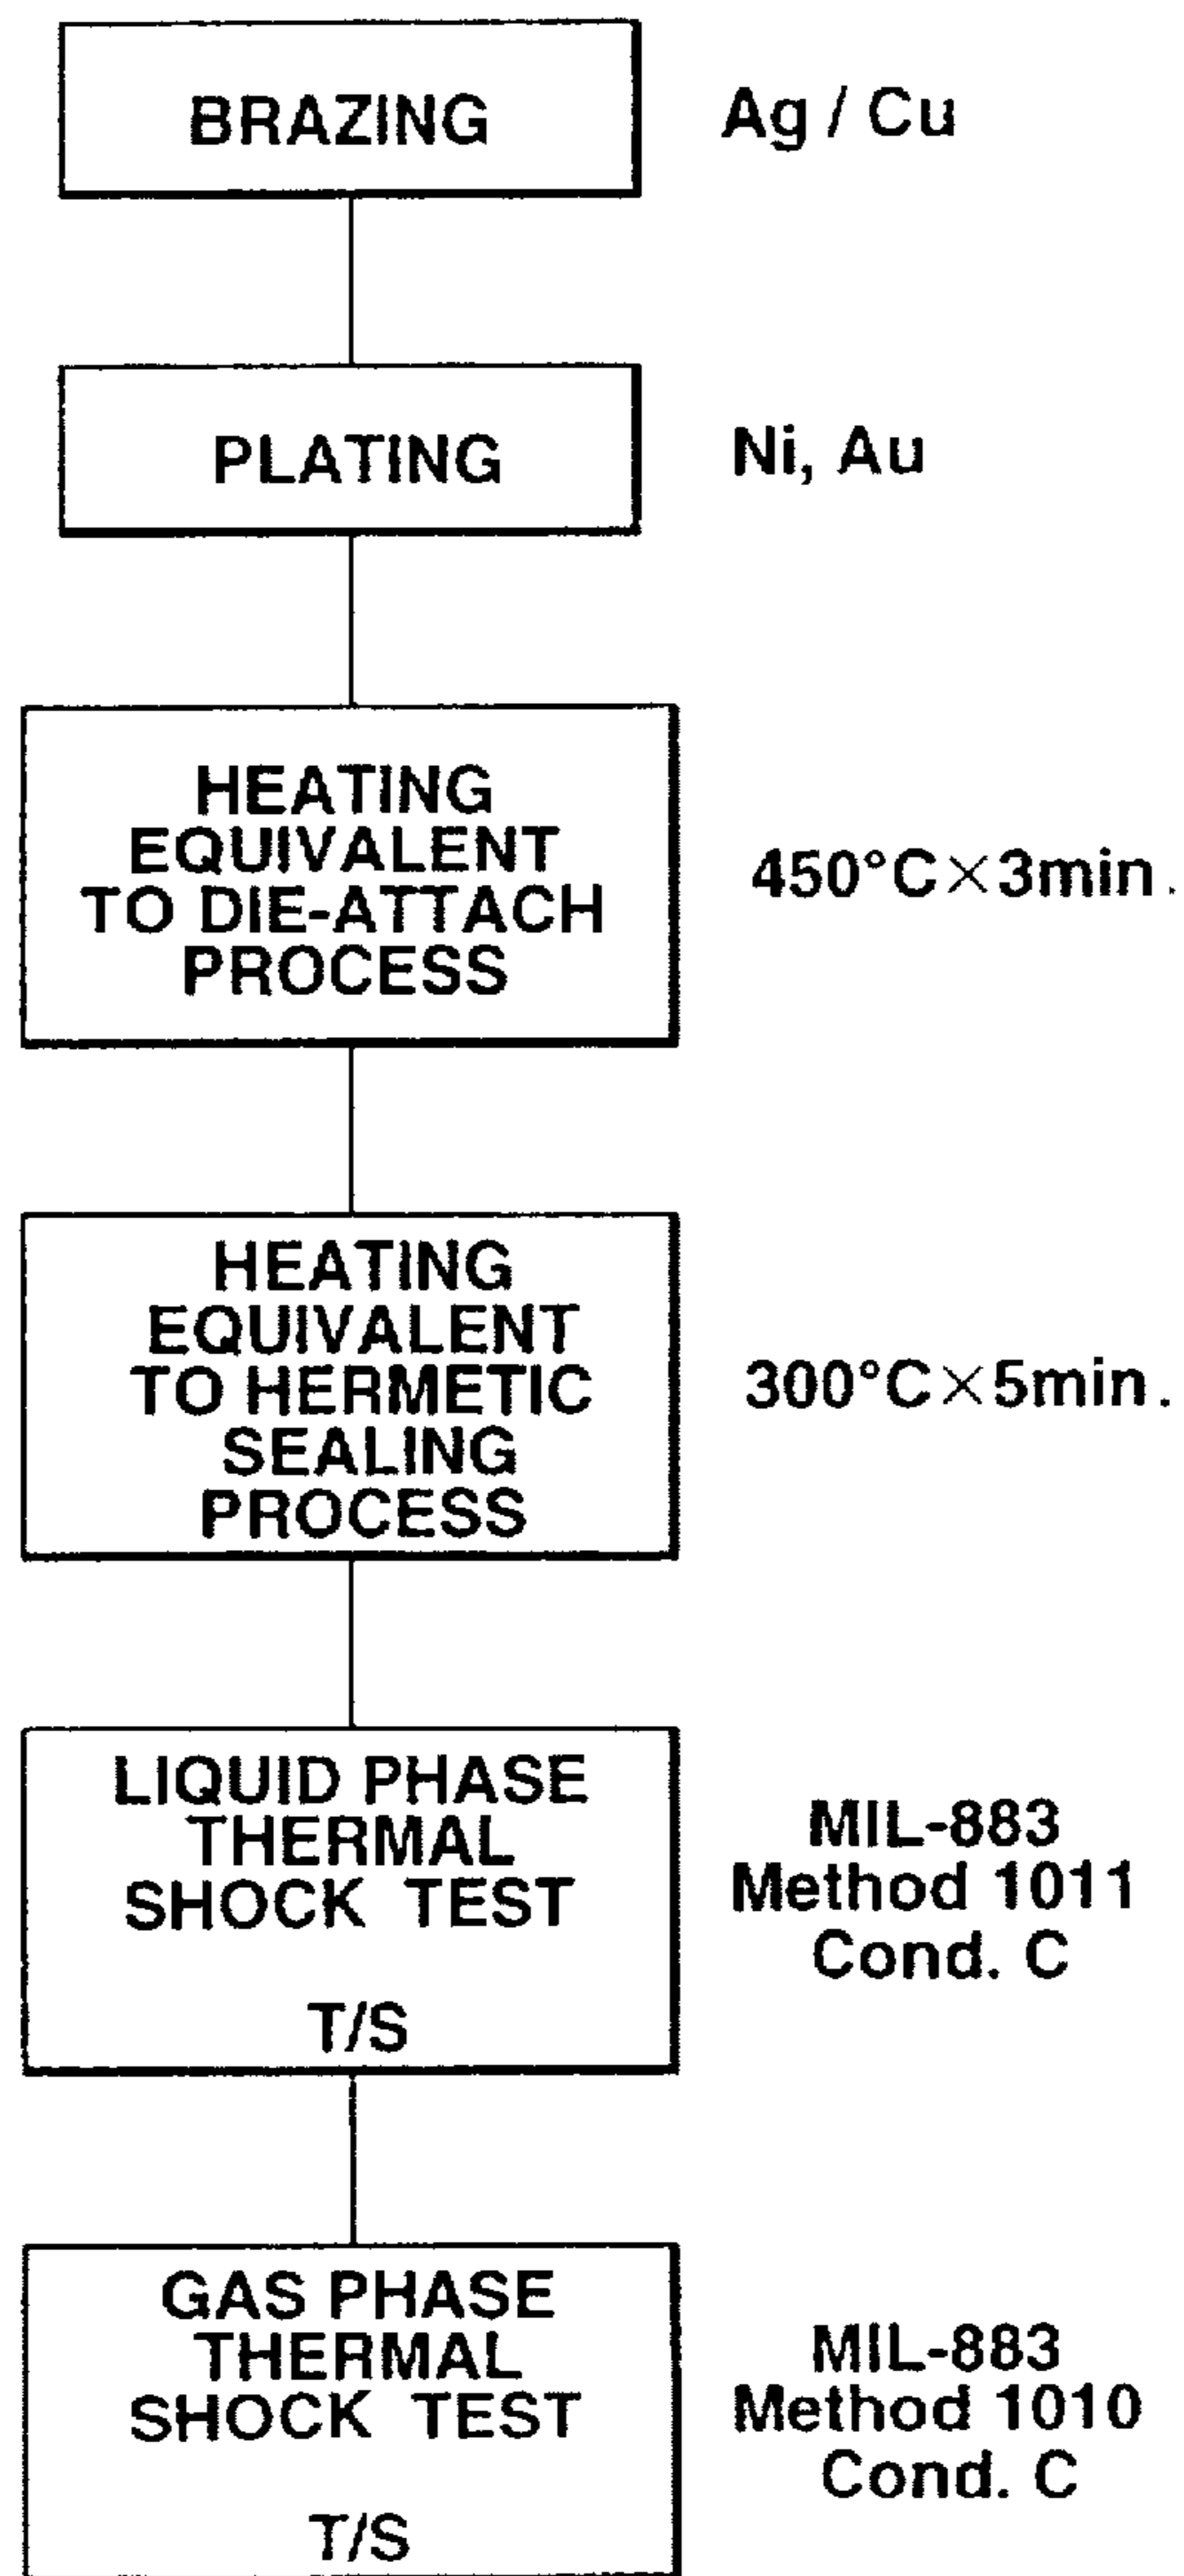 BRAZING
Ag / Cu
PLATING
Ni, Au
HEATING
EQUIVALENT
TO DIE-ATTACH
PROCESS
450°C×3min.
HEATING
EQUIVALENT
TO HERMETIC
SEALING
PROCESS
300°C×5min.
LIQUID PHASE
THERMAL
SHOCK TEST
T/S
MIL-883
Method 1011
Cond. C
GAS PHASE
THERMAL
SHOCK TEST
T/S
MIL-883
Method 1010
Cond. C